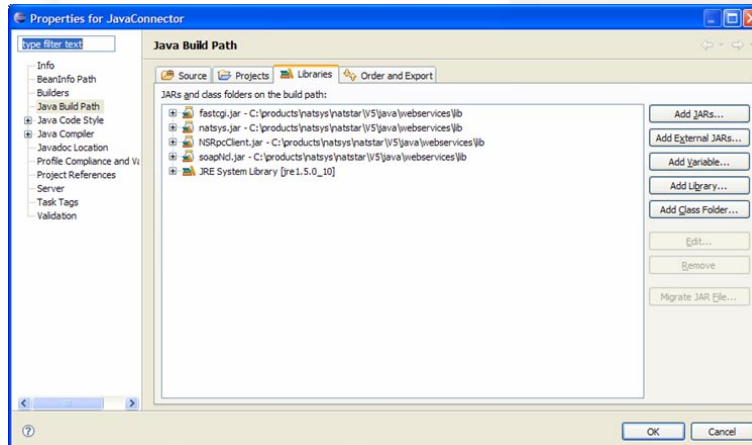 Properties for JavaConnector
type filter text
Java Build Path
Info
BeanInfo Path
Builders
Java Build Path
Java Code Style
Java Compiler
Javadoc Location
Profile Compliance and Va
Project References
Server
Task Tags
Validation
Source Projects Libraries Order and Export
JARs and class folders on the build path:
fastcgi.jar - C:\products\natsys\natstar\V5\java\webservices\lib
natsys.jar - C:\products\natsys\natstar\V5\java\webservices\lib
NSRpcClient.jar - C:\products\natsys\natstar\V5\java\webservices\lib
soapNcl.jar - C:\products\natsys\natstar\V5\java\webservices\lib
JRE System Library [jre1.5.0_10]
Add JARs...
Add External JARs...
Add Variable...
Add Library...
Add Class Folder...
Edit...
Remove
Migrate JAR File...
OK Cancel